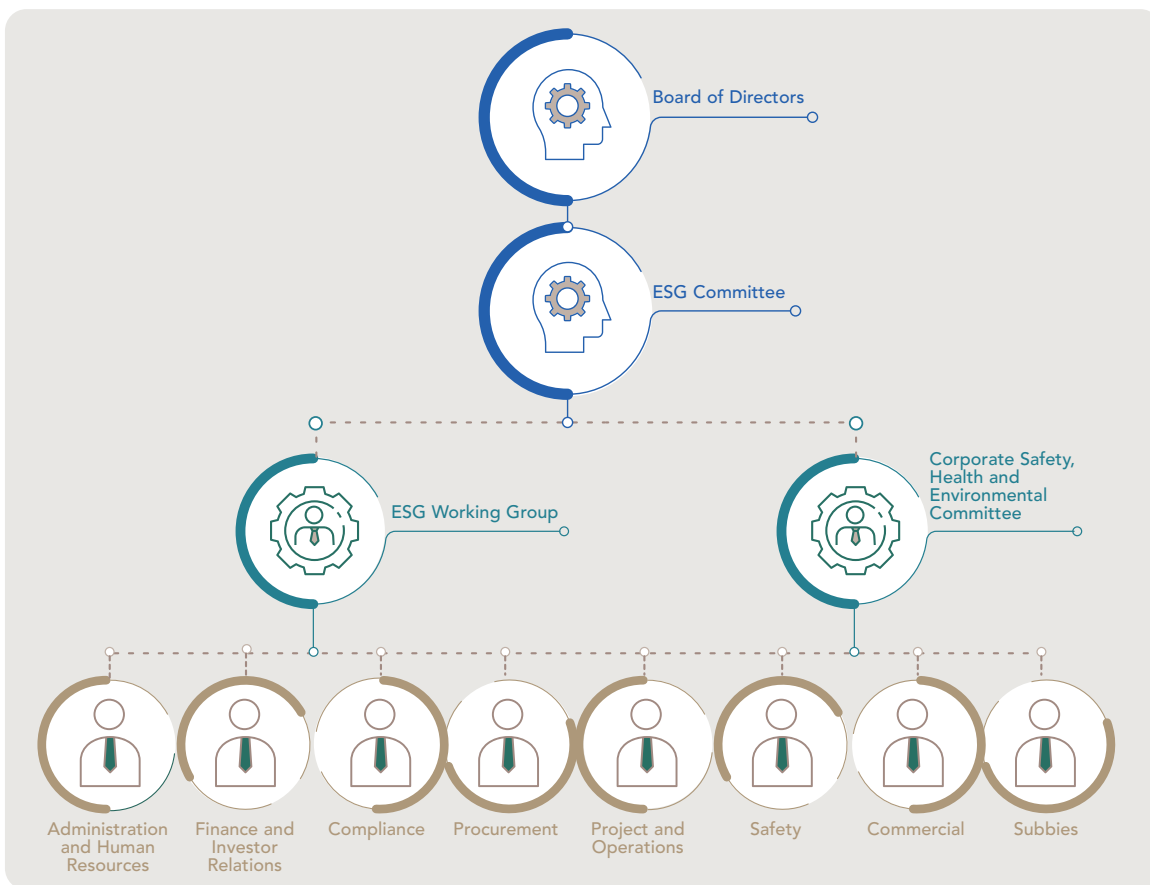 Board of Directors
ESG Committee
ESG Working Group
Corporate Safety,
Health and
Environmental
Committee
Administration
and Human
Resources
Finance and
Investor
Relations
Compliance
Procurement
Project and
Operations
Safety
Commercial
Subbies